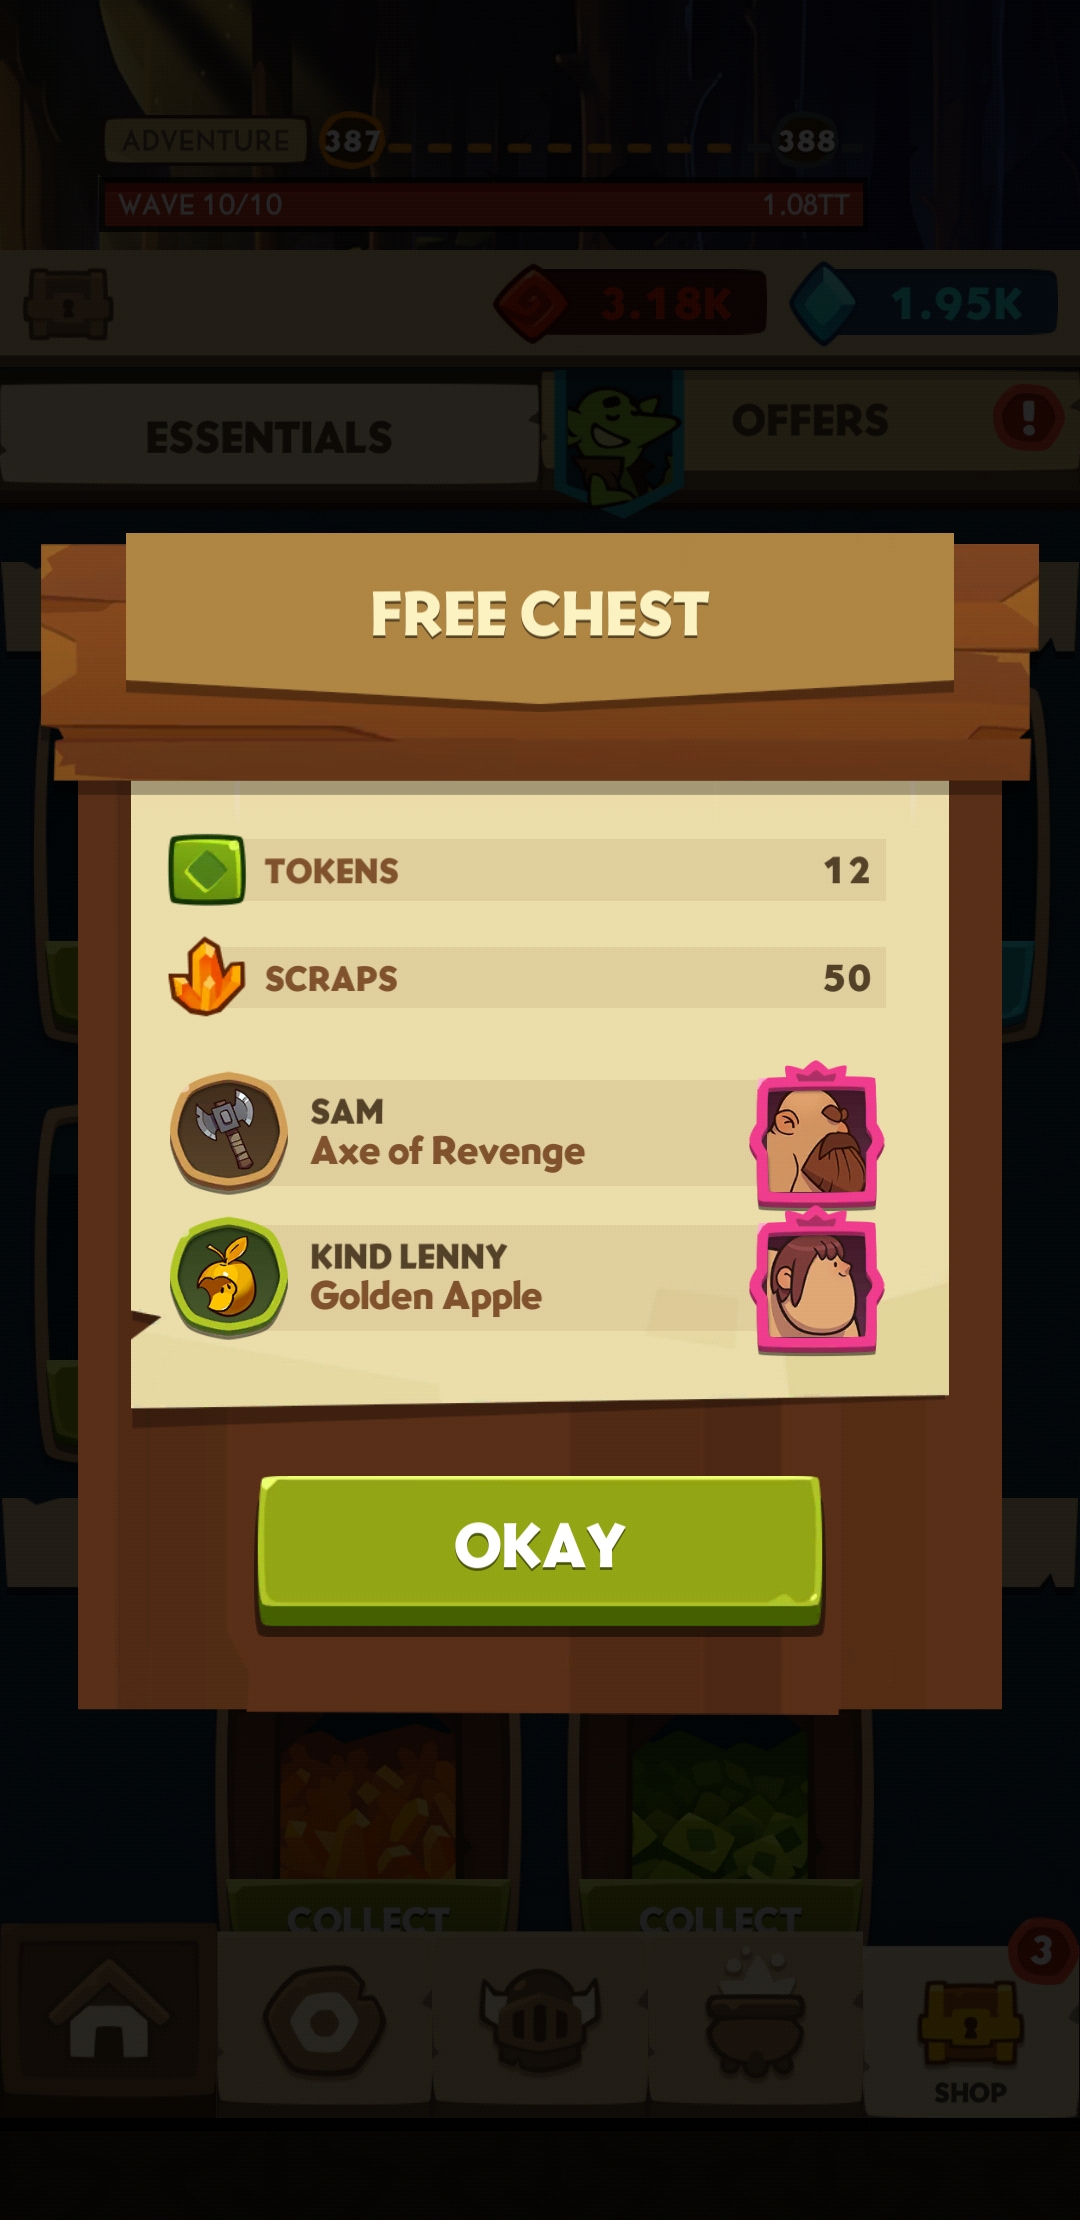 ADVENTURE 387 388
WAVE 10/10 1.08TT
3.18K 1.95K
ESSENTIALS OFFERS !
FREE CHEST
TOKENS 12
SCRAPS 50
SAM
Axe of Revenge
KIND LENNY
Golden Apple
OKAY
COLLECT COLLECT
3
SHOP